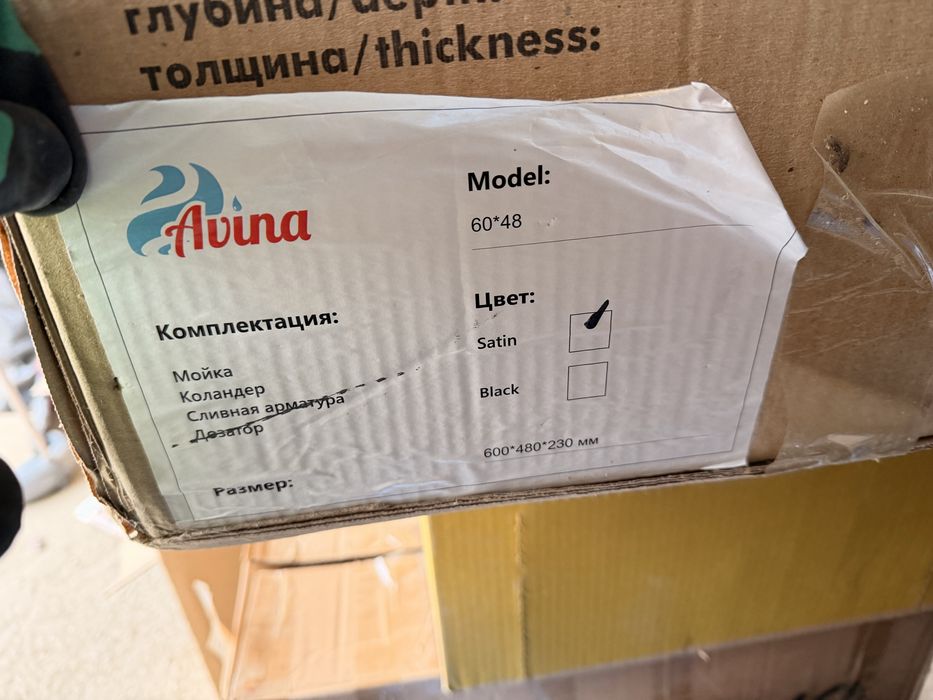 глубина/depth:
толщина/thickness:
Avina
Model:
60*48
Комплектация:
Мойка
Коландер
Сливная арматура
Дозатор
Цвет:
Satin
Black
Размер:
600*480*230 мм